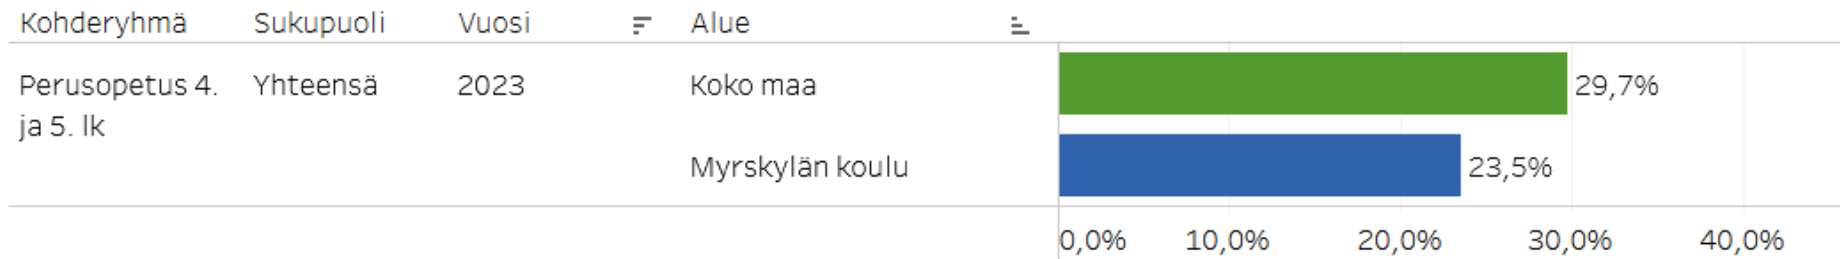 Kohderyhmä Sukupuoli Vuosi Alue
Perusopetus 4. Yhteensä 2023 Koko maa 29,7%
ja 5. lk
Myrskylän koulu 23,5%
0,0% 10,0% 20,0% 30,0% 40,0%